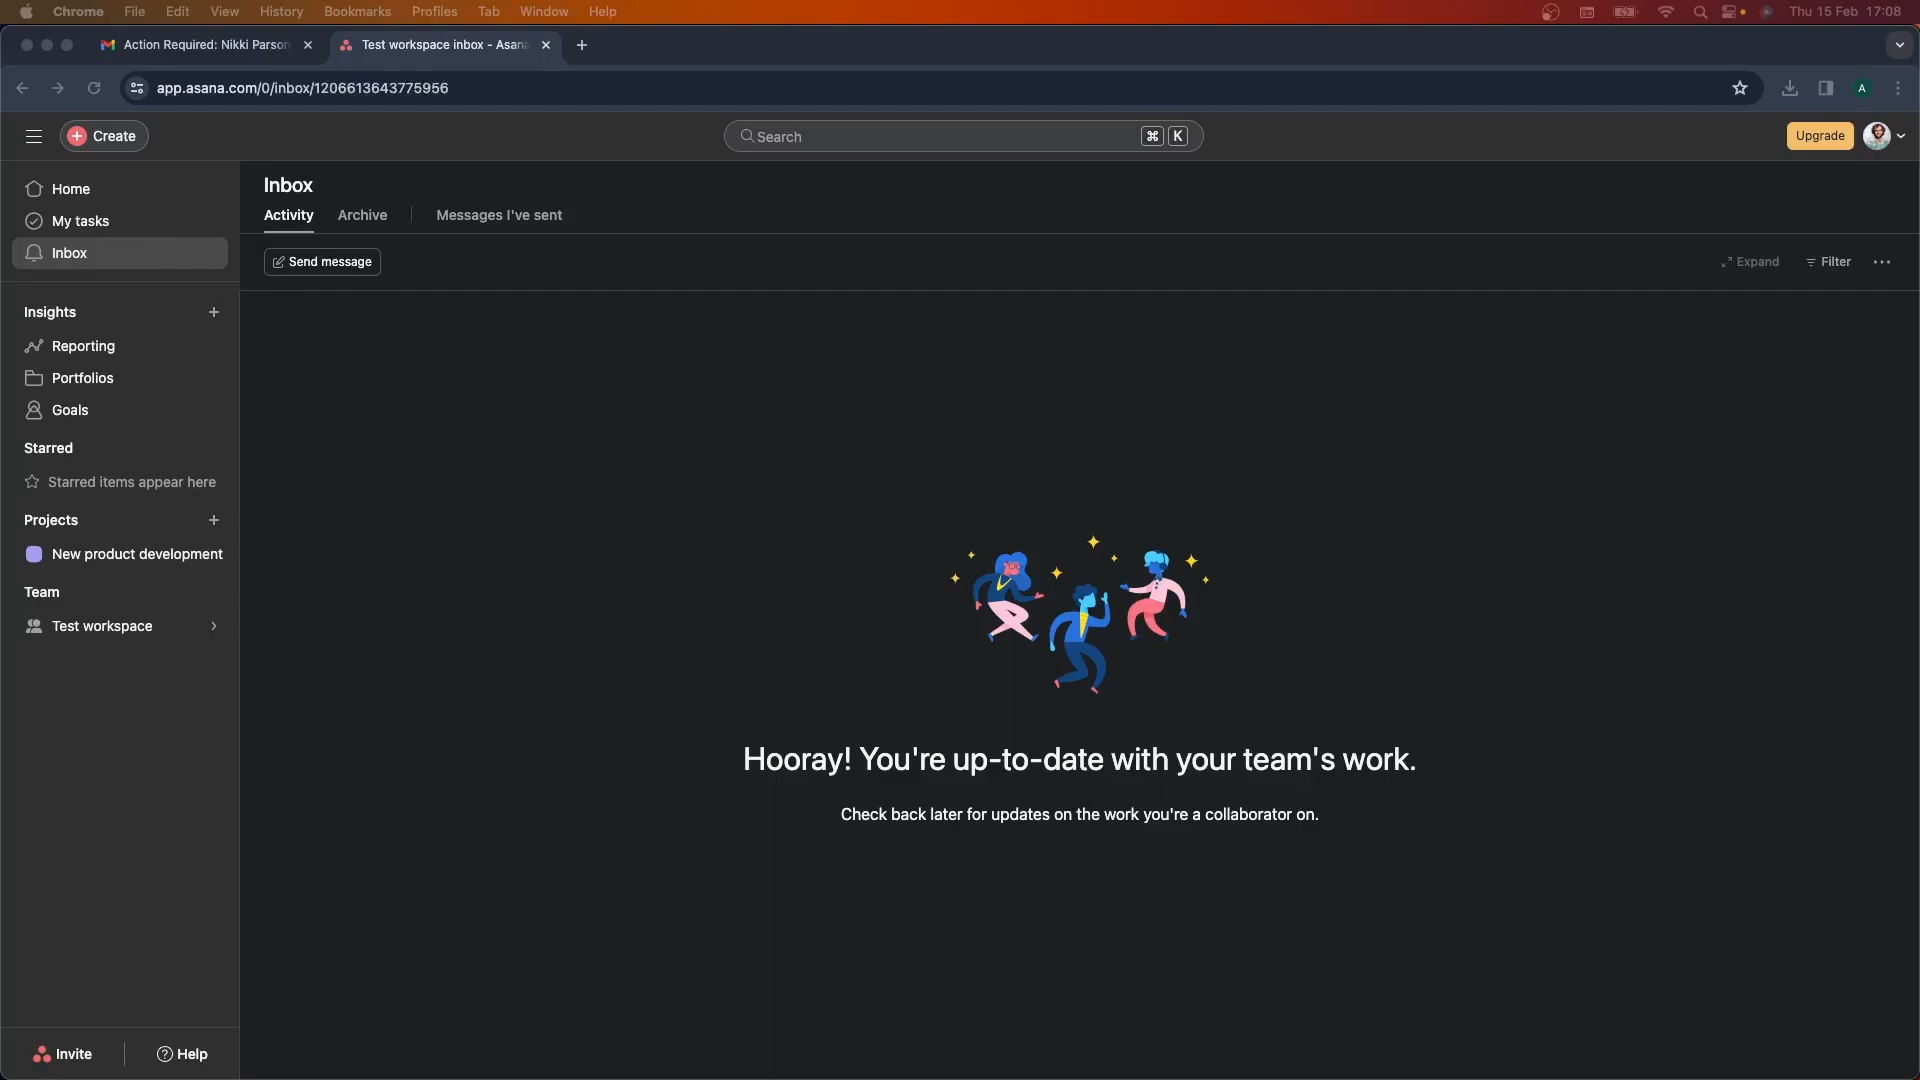 Chrome File Edit View History Bookmarks Profiles Tab Window Help Thu 15 Feb 17:08
Action Required: Nikki Parson Test workspace inbox - Asana
app.asana.com/0/inbox/1206613643775956 A
Create Search ⌘ K Upgrade
Home
My tasks
Inbox
Insights
Reporting
Portfolios
Goals
Starred
Starred items appear here
Projects
New product development
Team
Test workspace
Invite Help
Inbox
Activity Archive Messages I've sent
Send message Expand Filter
Hooray! You're up-to-date with your team's work.
Check back later for updates on the work you're a collaborator on.